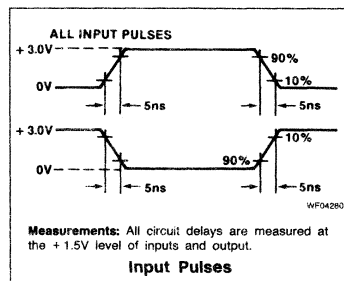 ALL INPUT PULSES
+ 3.0V
90%
10%
0V
5ns
5ns
+ 3.0V
10%
90%
0V
5ns
5ns
WF04280
Measurements: All circuit delays are measured at
the + 1.5V level of inputs and output.
Input Pulses